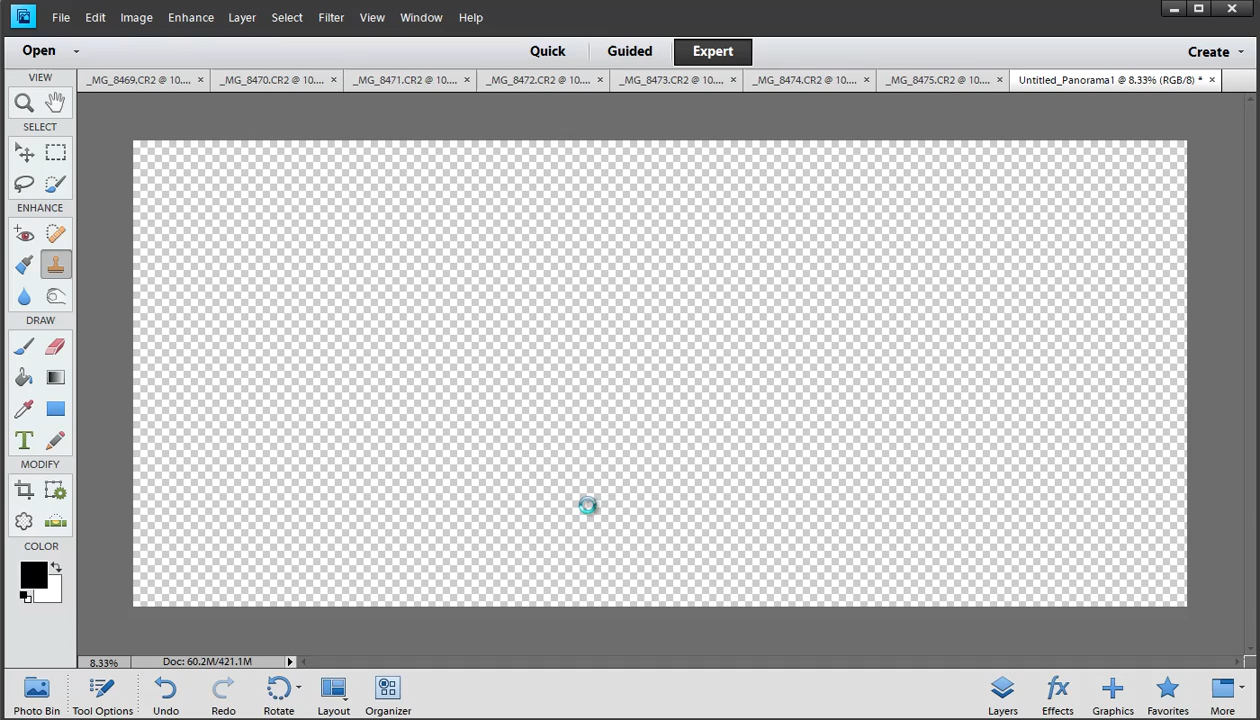 File Edit Image Enhance Layer Select Filter View Window Help
Open Quick Guided Expert Create
VIEW
_MG_8469.CR2 @ 10.... × _MG_8470.CR2 @ 10.... × _MG_8471.CR2 @ 10.... × _MG_8472.CR2 @ 10.... × _MG_8473.CR2 @ 10.... × _MG_8474.CR2 @ 10.... × _MG_8475.CR2 @ 10.... × Untitled_Panorama1 @ 8.33% (RGB/8) * ×
SELECT
ENHANCE
DRAW
T
MODIFY
COLOR
8.33% Doc: 60.2M/421.1M
Photo Bin Tool Options Undo Redo Rotate Layout Organizer fx Layers Effects Graphics Favorites More